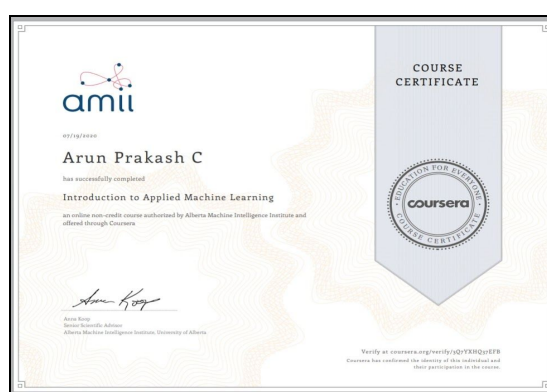 amii
07/19/2020
Arun Prakash C
has successfully completed
Introduction to Applied Machine Learning
an online non-credit course authorized by Alberta Machine Intelligence Institute and
offered through Coursera
Anna Koop
Senior Scientific Advisor
Alberta Machine Intelligence Institute, University of Alberta
COURSE
CERTIFICATE
EDUCATION FOR EVERYONE
coursera
COURSE CERTIFICATE
Verify at coursera.org/verify/
Coursera has confirmed the identity of this individual and
their participation in the course.